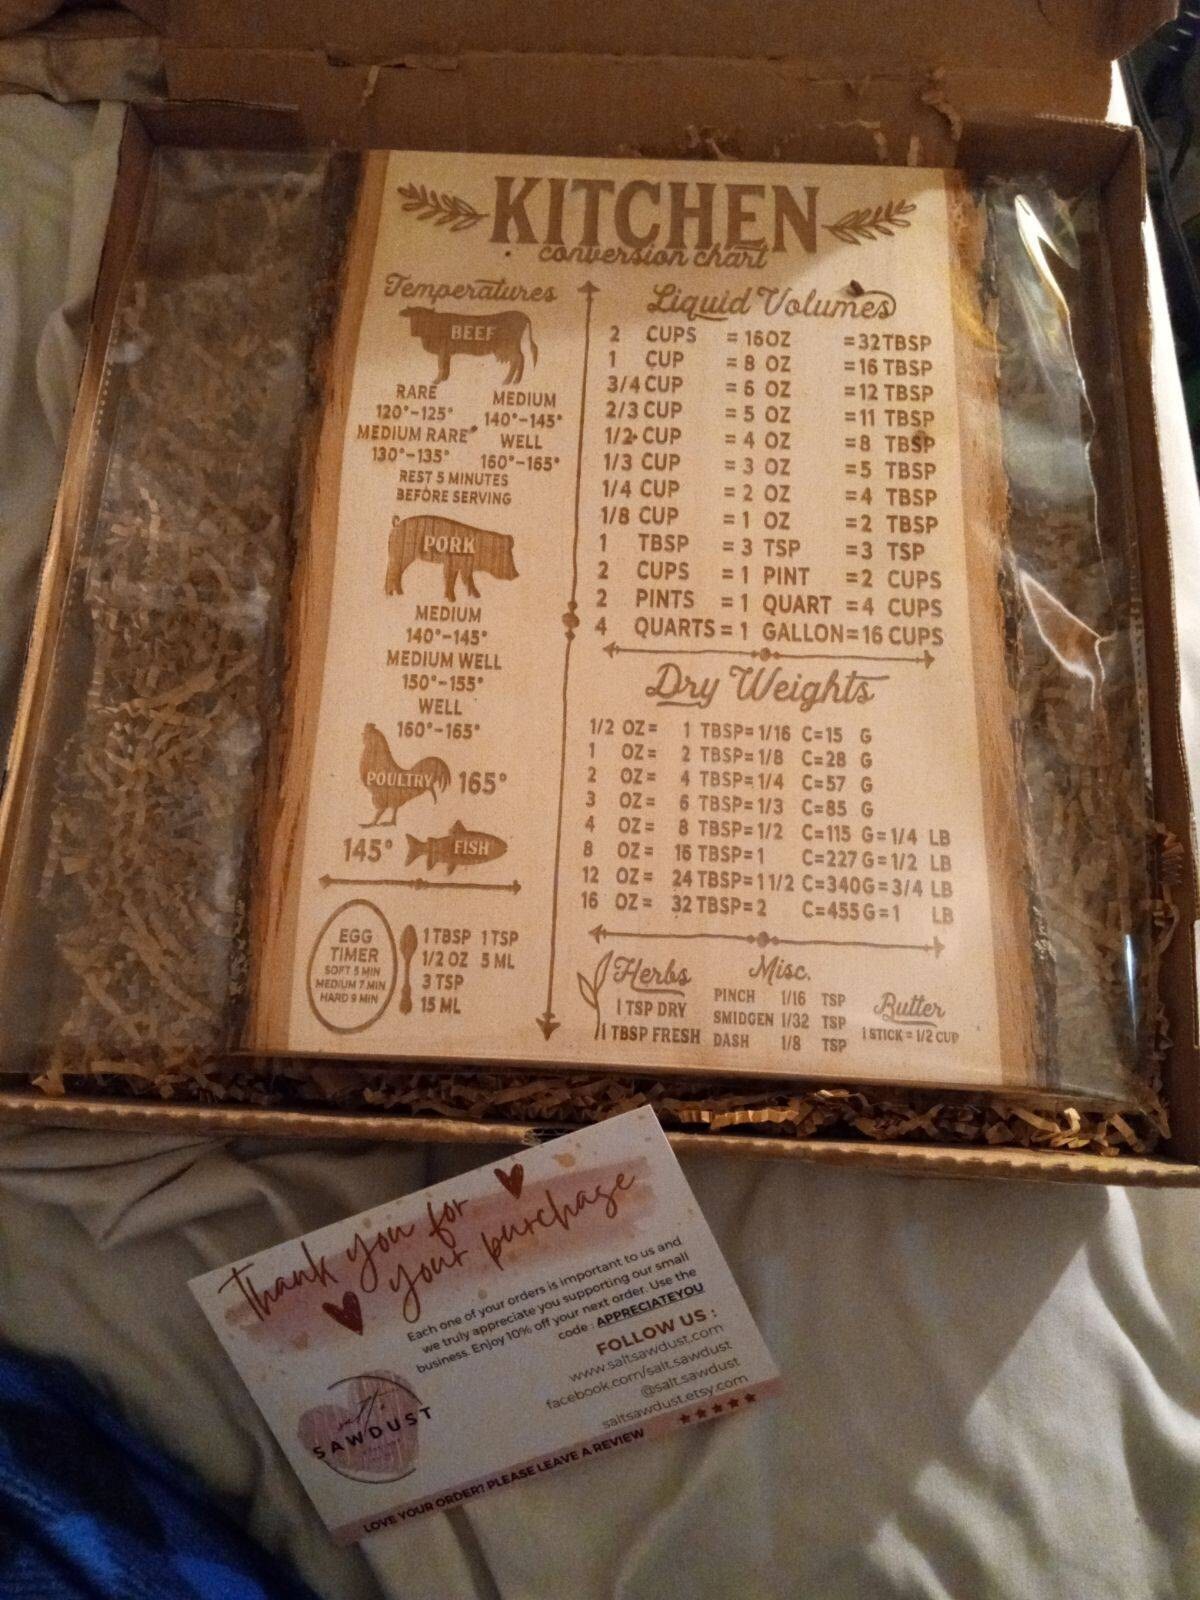 KITCHEN
conversion chart
Temperatures
BEEF
RARE
120°-125°
MEDIUM RARE
130°-135°
MEDIUM
140°-145°
WELL
160°-165°
REST 5 MINUTES
BEFORE SERVING
PORK
MEDIUM
140°-145°
MEDIUM WELL
150°-155°
WELL
160°-165°
POULTRY 165°
145° FISH
EGG
TIMER
SOFT 5 MIN
MEDIUM 7 MIN
HARD 9 MIN
1 TBSP 1 TSP
1/2 OZ 5 ML
3 TSP
15 ML
Liquid Volumes
2 CUPS = 16 OZ = 32 TBSP
1 CUP = 8 OZ = 16 TBSP
3/4 CUP = 6 OZ = 12 TBSP
2/3 CUP = 5 OZ = 11 TBSP
1/2 CUP = 4 OZ = 8 TBSP
1/3 CUP = 3 OZ = 5 TBSP
1/4 CUP = 2 OZ = 4 TBSP
1/8 CUP = 1 OZ = 2 TBSP
1 TBSP = 3 TSP = 3 TSP
2 CUPS = 1 PINT = 2 CUPS
2 PINTS = 1 QUART = 4 CUPS
4 QUARTS = 1 GALLON = 16 CUPS
Dry Weights
1/2 OZ = 1 TBSP = 1/16 C = 15 G
1 OZ = 2 TBSP = 1/8 C = 28 G
2 OZ = 4 TBSP = 1/4 C = 57 G
3 OZ = 6 TBSP = 1/3 C = 85 G
4 OZ = 8 TBSP = 1/2 C = 115 G = 1/4 LB
8 OZ = 16 TBSP = 1 C = 227 G = 1/2 LB
12 OZ = 24 TBSP = 1 1/2 C = 340 G = 3/4 LB
16 OZ = 32 TBSP = 2 C = 455 G = 1 LB
Herbs
1 TSP DRY
1 TBSP FRESH
Misc.
PINCH 1/16 TSP
SMIDGEN 1/32 TSP
DASH 1/8 TSP
Butter
1 STICK = 1/2 CUP
Thank you for
your purchase
Each one of your orders is important to us and
we truly appreciate you supporting our small
business. Enjoy 10% off your next order. Use the
code : APPRECIATEYOU
FOLLOW US :
www.saltsawdust.com
facebook.com/salt.sawdust
@salt.sawdust
saltsawdust.etsy.com
salt &
SAWDUST
LOVE YOUR ORDER? PLEASE LEAVE A REVIEW